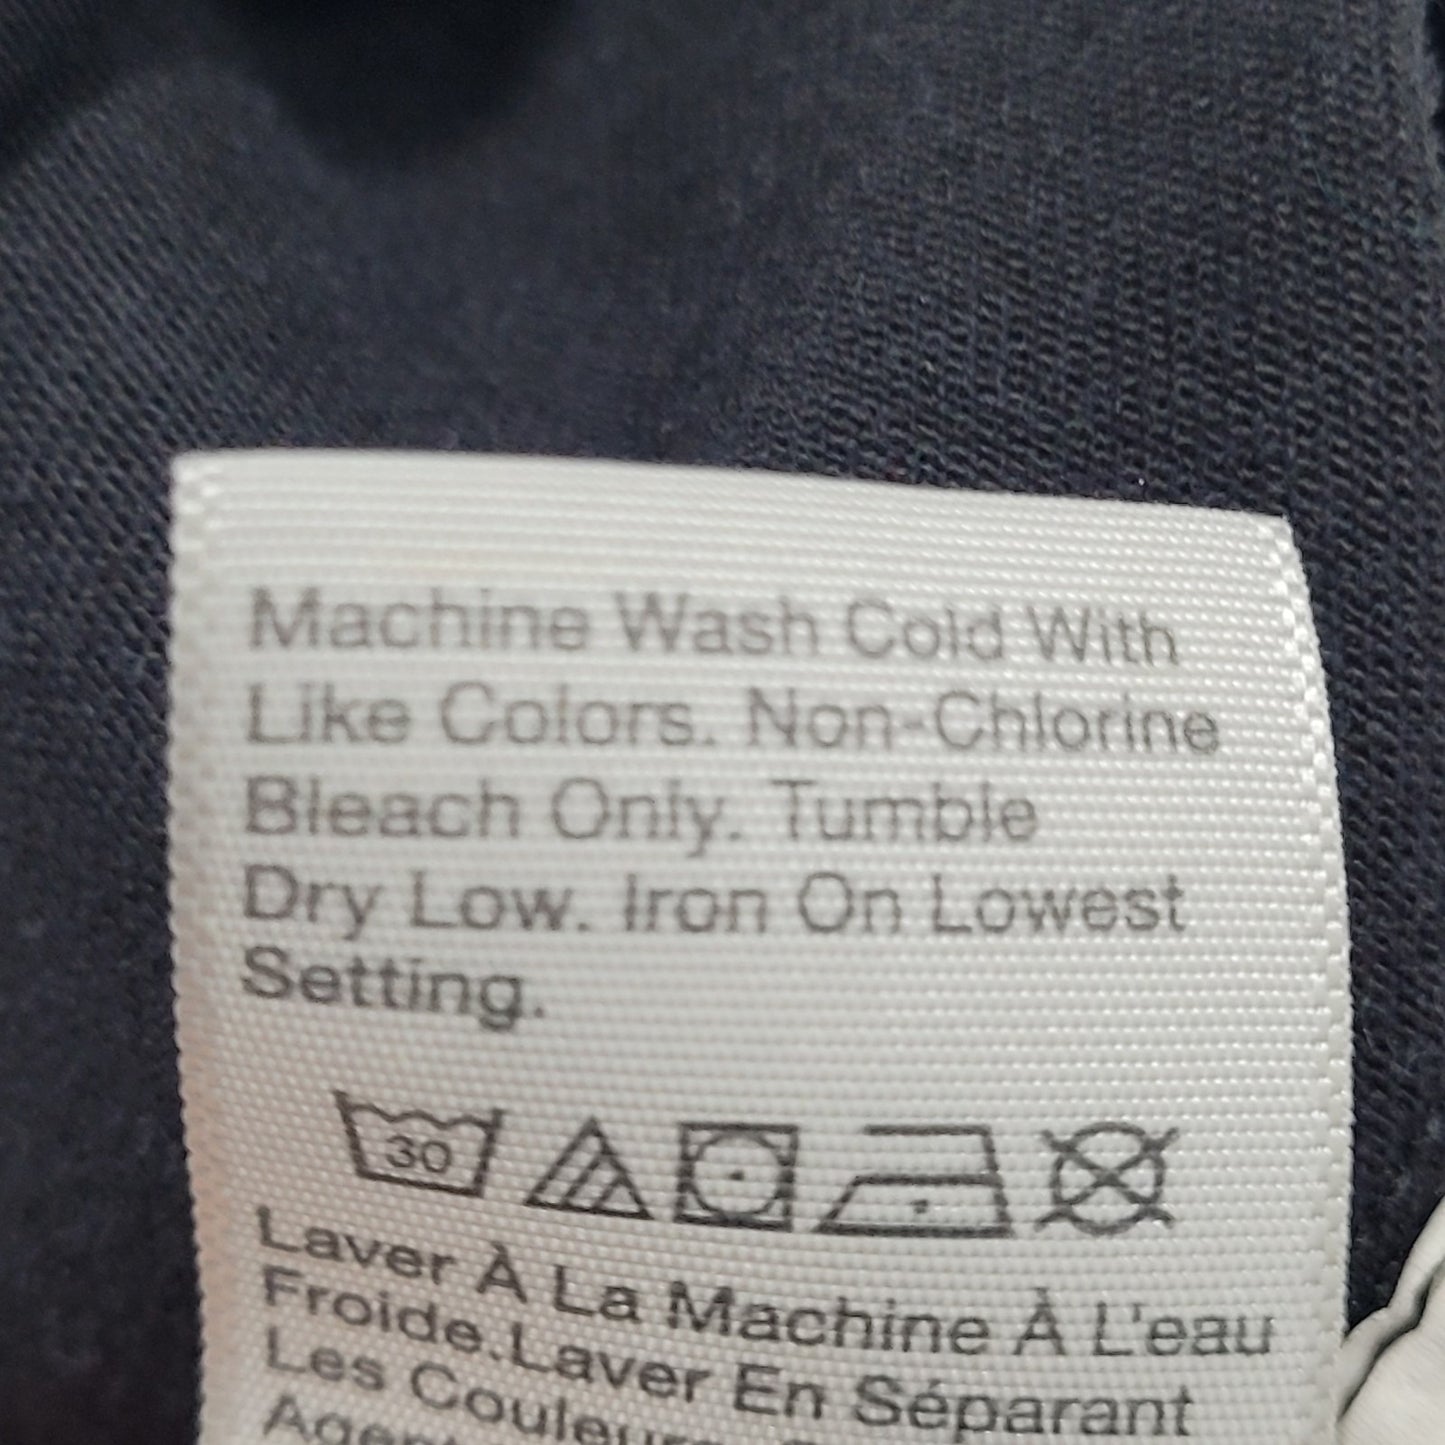 Machine Wash Cold With
Like Colors. Non-Chlorine
Bleach Only. Tumble
Dry Low. Iron On Lowest
Setting.
30
Laver À La Machine À L'eau
Froide.Laver En Séparant
Les